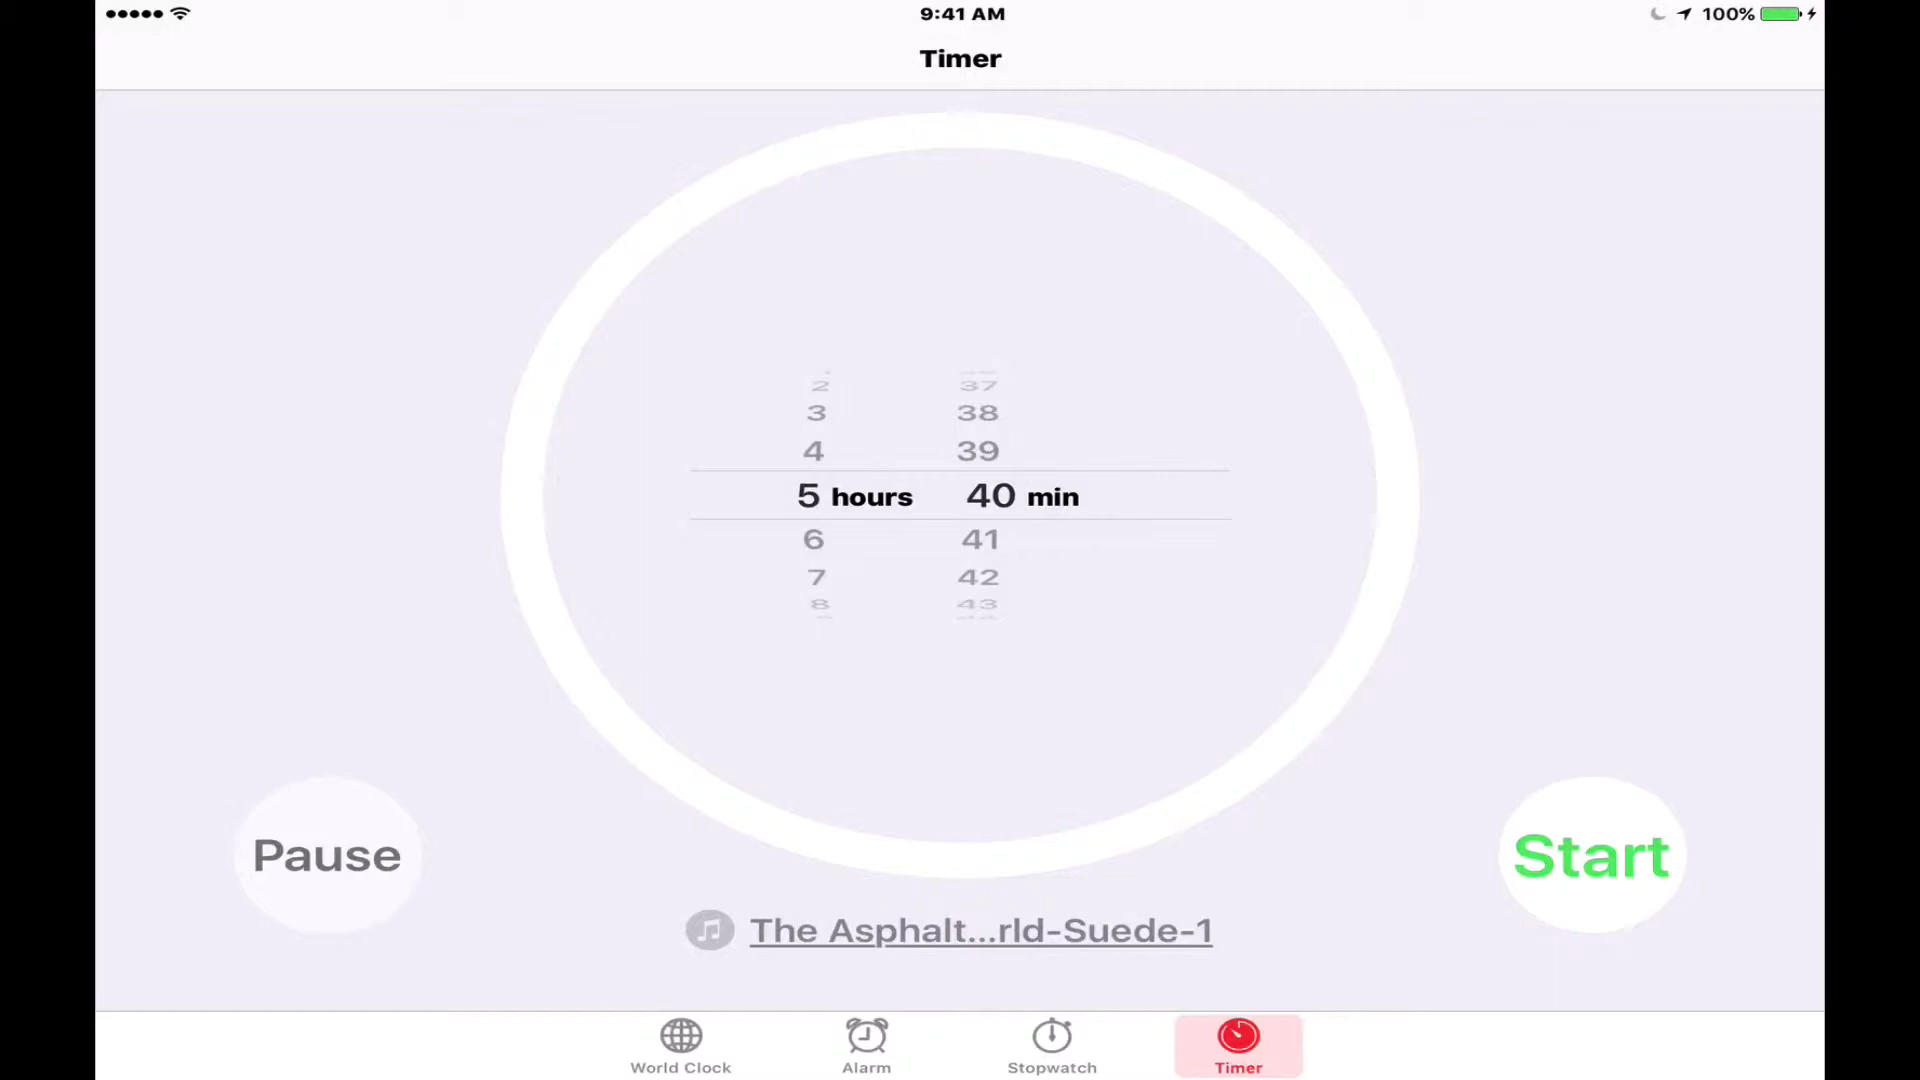 9:41 AM
100%
Timer
2 37
3 38
4 39
5 hours 40 min
6 41
7 42
8 43
Pause
Start
The Asphalt...rld-Suede-1
World Clock Alarm Stopwatch Timer